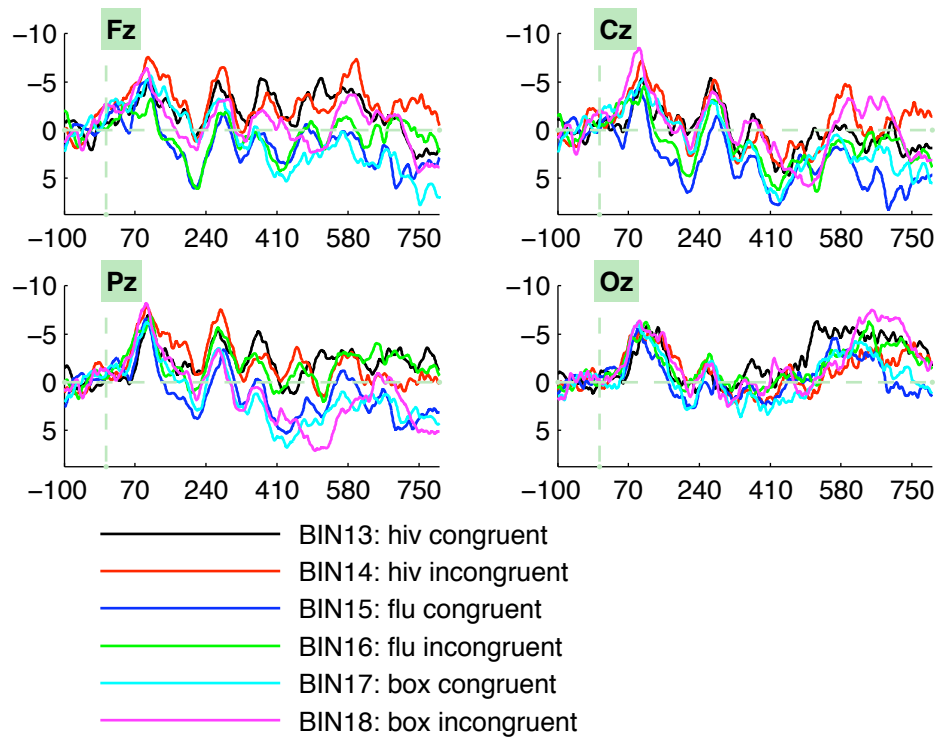 Fz
−10
−5
0
5
−100 70 240 410 580 750
Cz
−10
−5
0
5
−100 70 240 410 580 750
Pz
−10
−5
0
5
−100 70 240 410 580 750
Oz
−10
−5
0
5
−100 70 240 410 580 750
BIN13: hiv congruent
BIN14: hiv incongruent
BIN15: flu congruent
BIN16: flu incongruent
BIN17: box congruent
BIN18: box incongruent